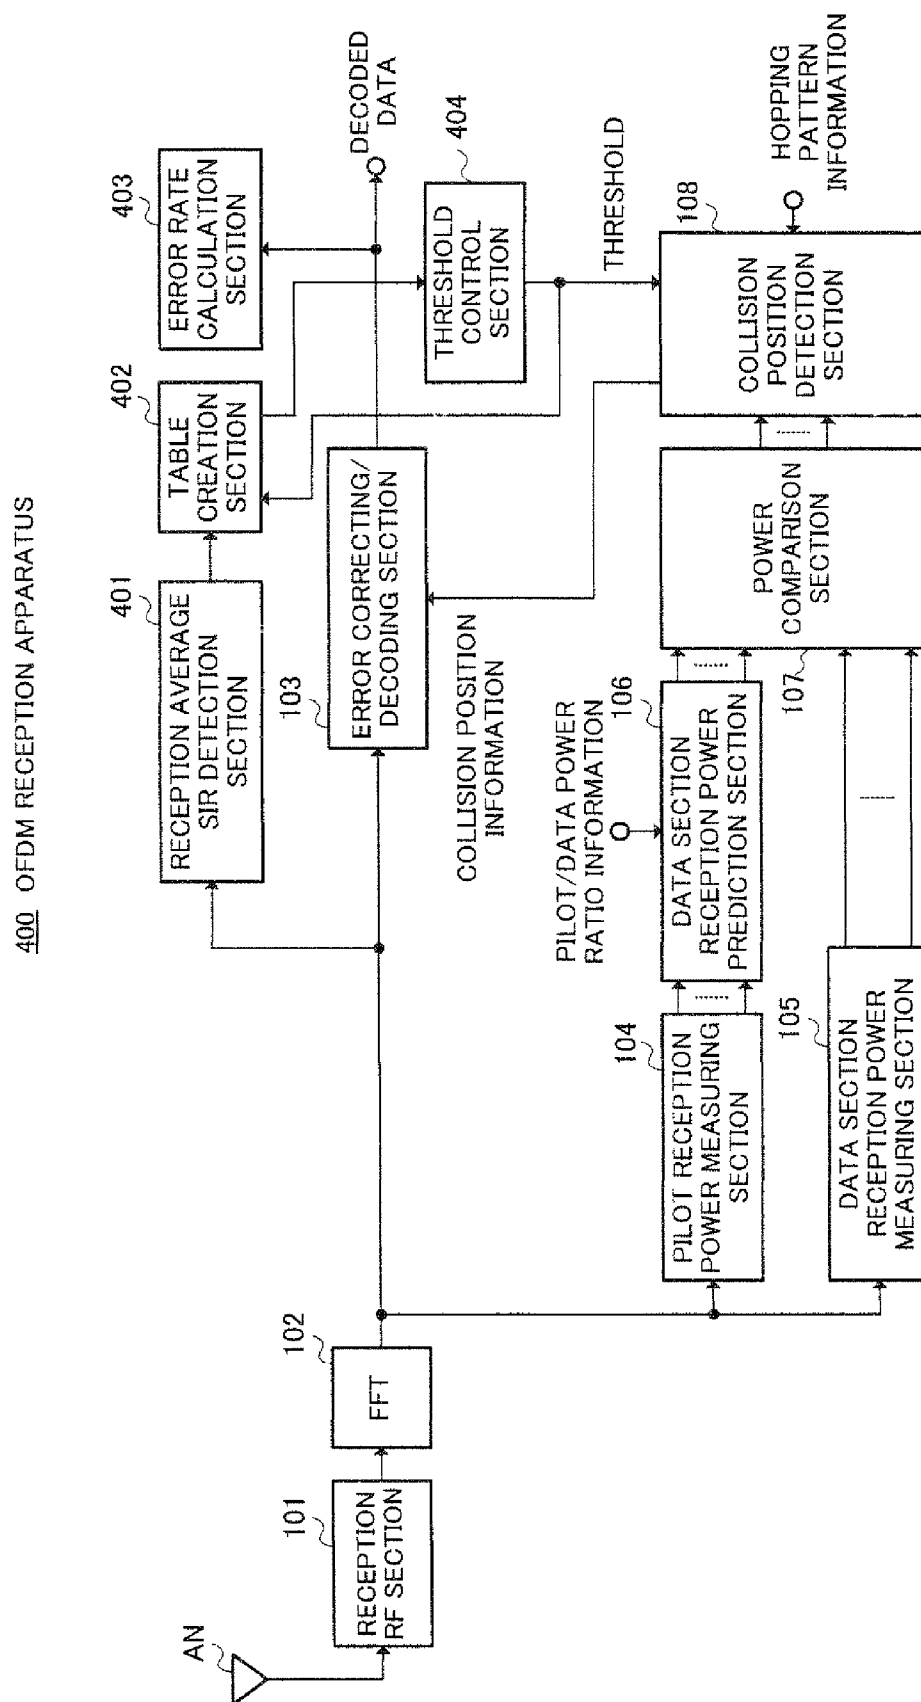 400 OFDM RECEPTION APPARATUS
AN
101
RECEPTION
RF SECTION
102
FFT
401
RECEPTION AVERAGE
SIR DETECTION
SECTION
402
TABLE
CREATION
SECTION
403
ERROR RATE
CALCULATION
SECTION
103
ERROR CORRECTING/
DECODING SECTION
DECODED
DATA
404
THRESHOLD
CONTROL
SECTION
THRESHOLD
COLLISION POSITION
INFORMATION
PILOT/DATA POWER
RATIO INFORMATION
104
PILOT RECEPTION
POWER MEASURING
SECTION
106
DATA SECTION
RECEPTION POWER
PREDICTION SECTION
107
POWER
COMPARISON
SECTION
108
COLLISION
POSITION
DETECTION
SECTION
HOPPING
PATTERN
INFORMATION
105
DATA SECTION
RECEPTION POWER
MEASURING SECTION